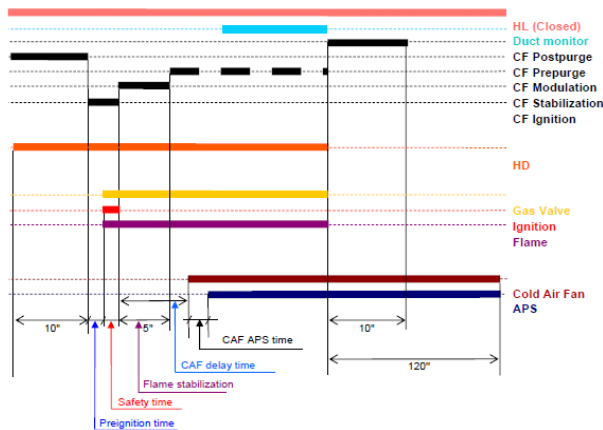 HL (Closed)
Duct monitor
CF Postpurge
CF Prepurge
CF Modulation
CF Stabilization
CF Ignition
HD
Gas Valve
Ignition
Flame
Cold Air Fan
APS
10"
5"
CAF APS time
10"
CAF delay time
120"
Flame stabilization
Safety time
Preignition time